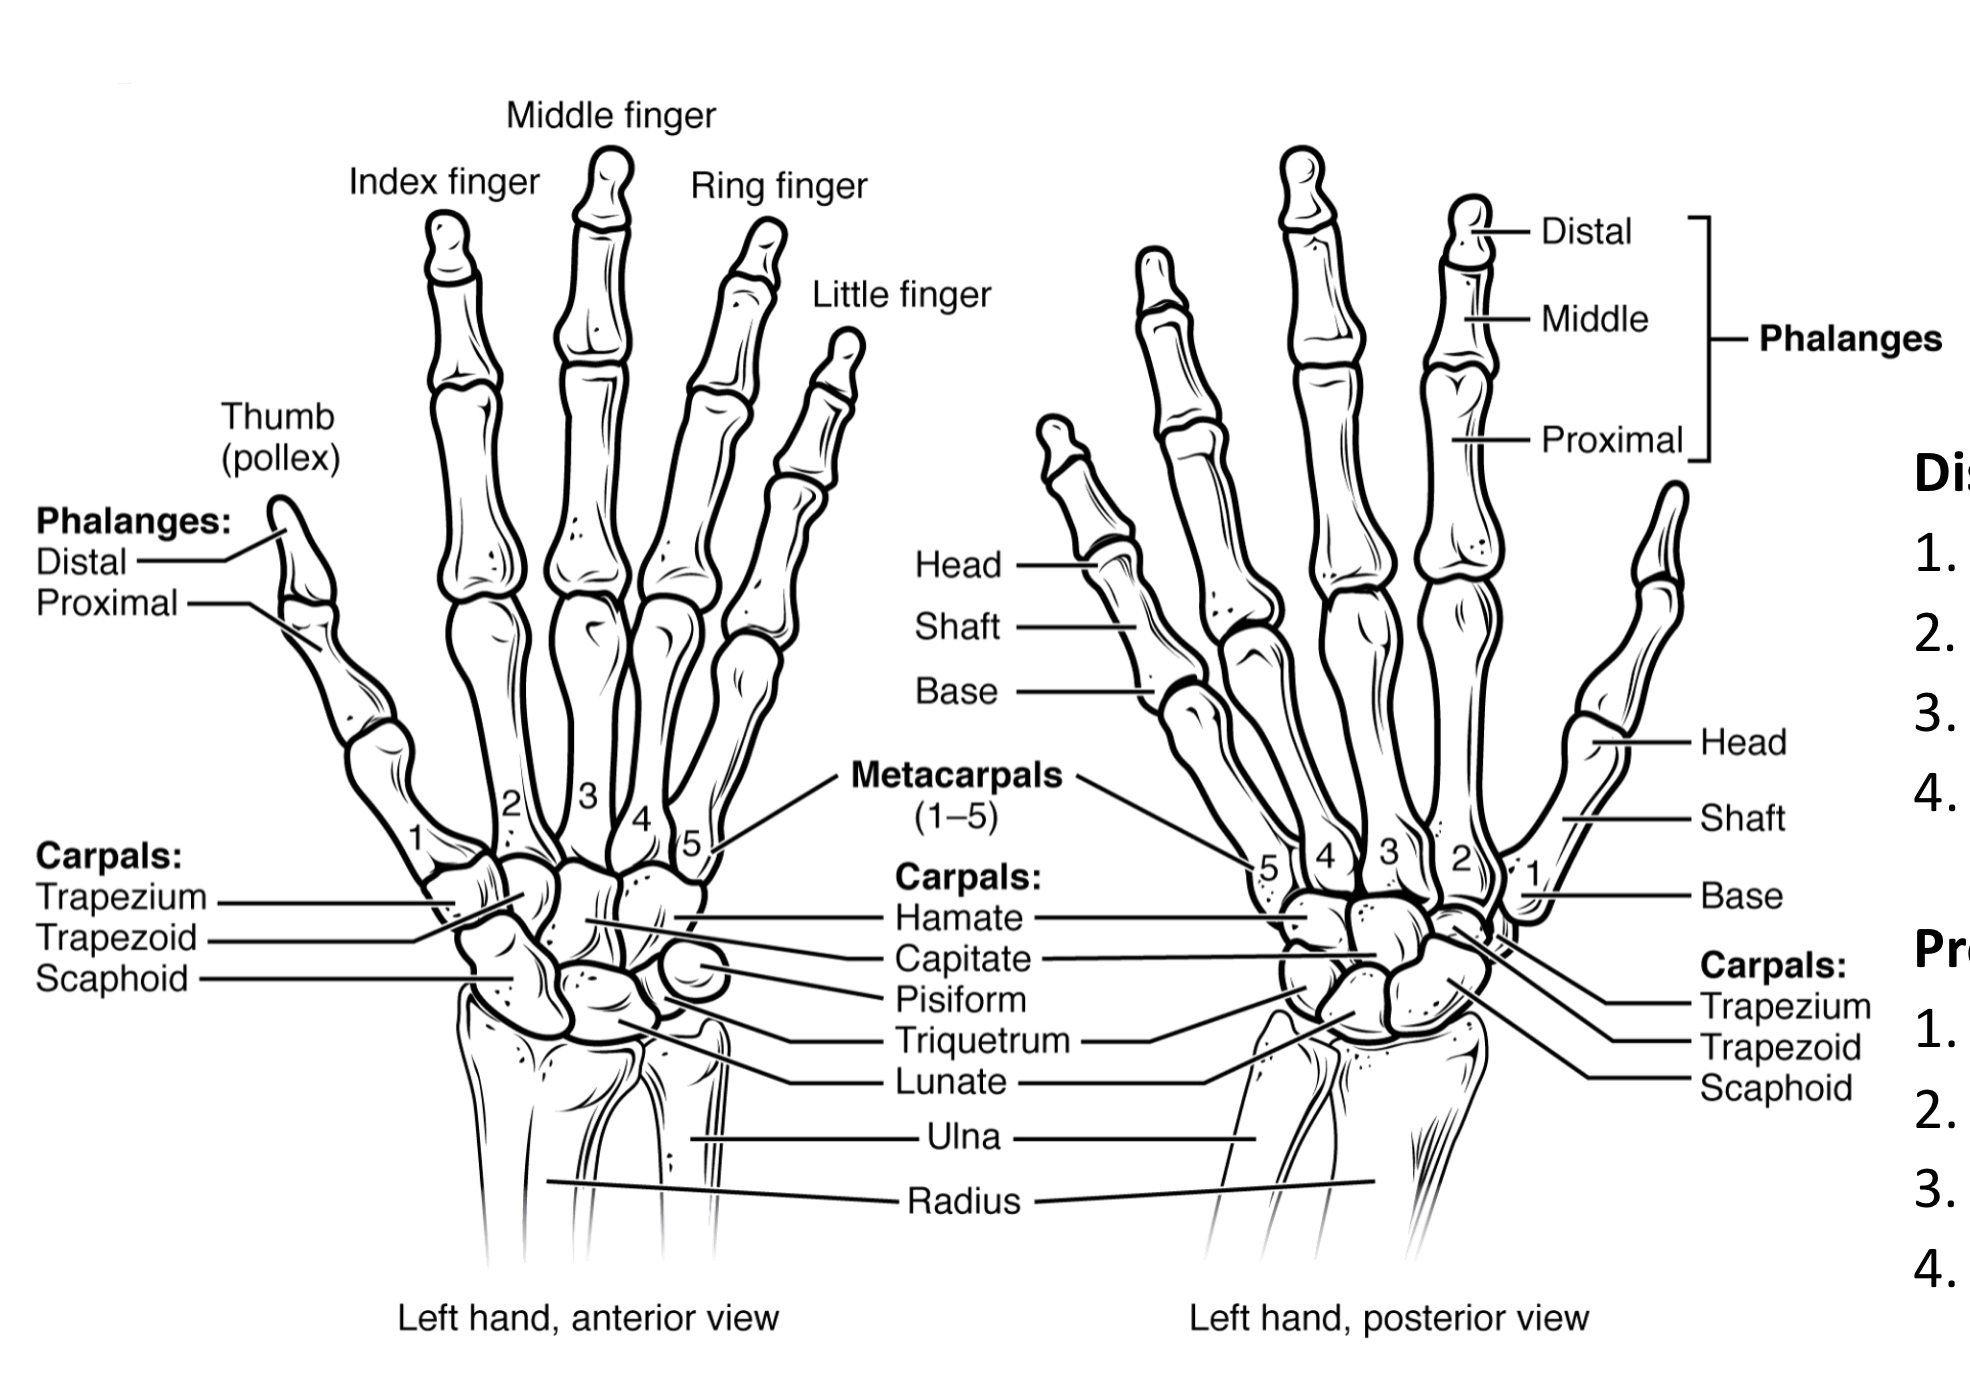 Middle finger
Index finger
Ring finger
Little finger
Thumb
(pollex)
Phalanges:
Distal
Proximal
1
2
3
4
5
Carpals:
Trapezium
Trapezoid
Scaphoid
Distal
Middle
Proximal
Phalanges
Head
Shaft
Base
Metacarpals
(1–5)
Carpals:
Hamate
Capitate
Pisiform
Triquetrum
Lunate
Ulna
Radius
5
4
3
2
1
Head
Shaft
Base
Carpals:
Trapezium
Trapezoid
Scaphoid
Left hand, anterior view
Left hand, posterior view
1.
2.
3.
4.
1.
2.
3.
4.